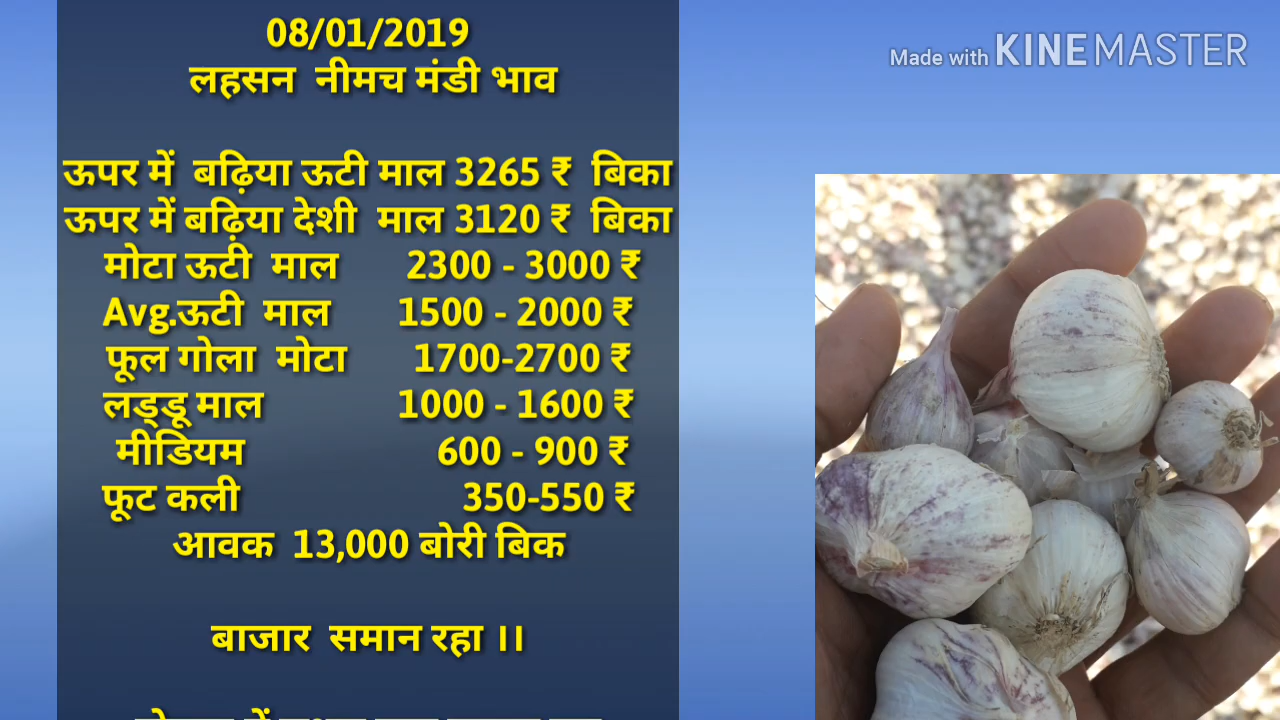 08/01/2019
लहसन नीमच मंडी भाव
ऊपर में बढ़िया ऊटी माल 3265 ₹ बिका
ऊपर में बढ़िया देशी माल 3120 ₹ बिका
मोटा ऊटी माल 2300 - 3000 ₹
Avg.ऊटी माल 1500 - 2000 ₹
फूल गोला मोटा 1700-2700 ₹
लड्डू माल 1000 - 1600 ₹
मीडियम 600 - 900 ₹
फूट कली 350-550 ₹
आवक 13,000 बोरी बिक
बाजार समान रहा ।।
Made with KINEMASTER